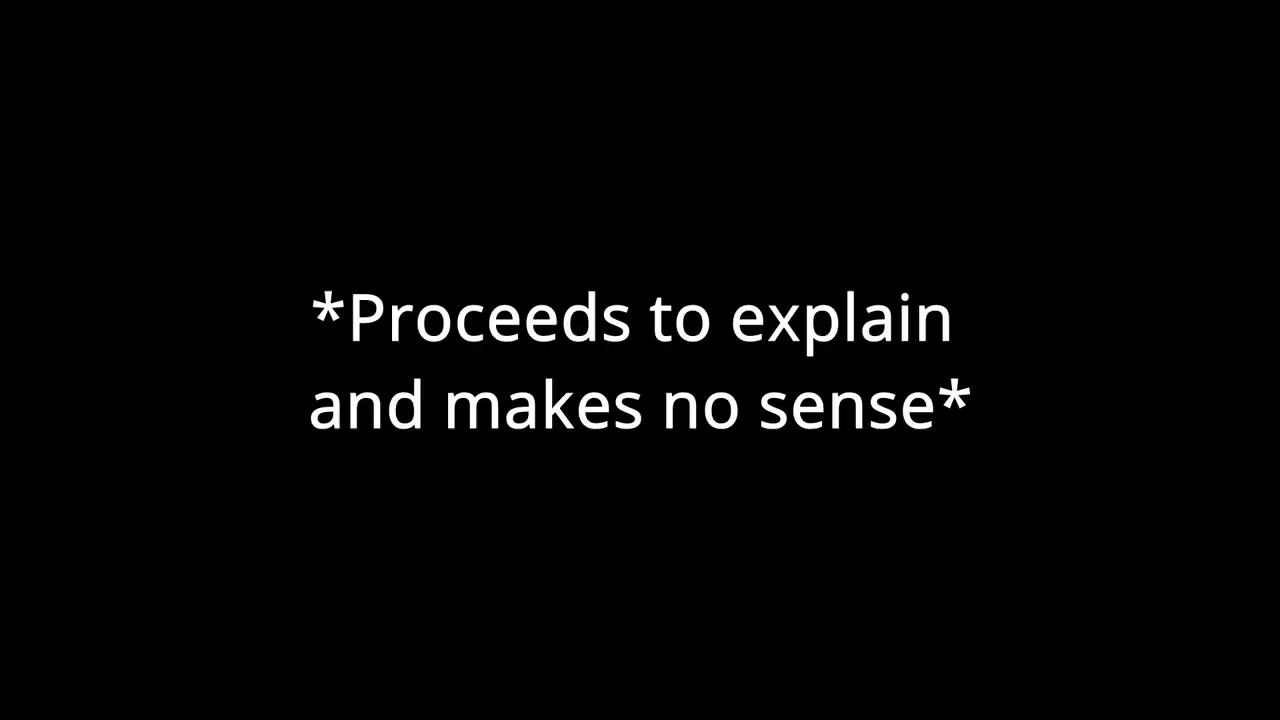 *Proceeds to explain
and makes no sense*